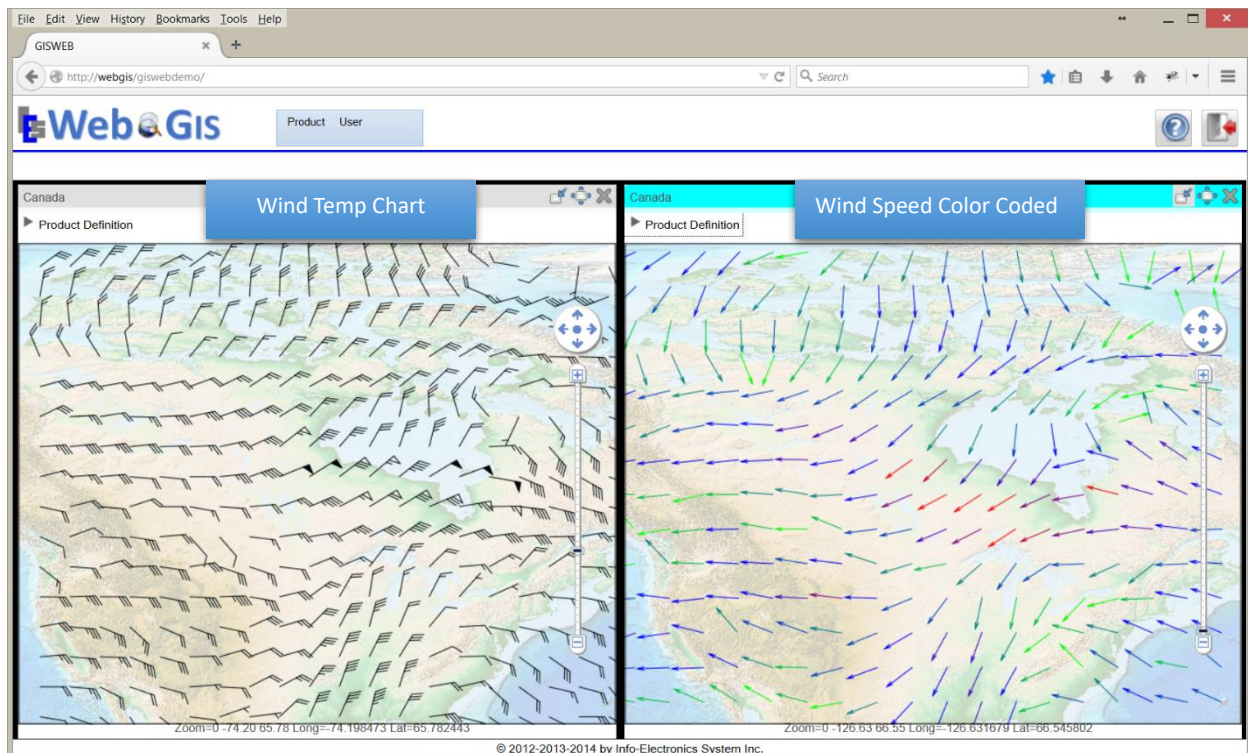 File Edit View History Bookmarks Tools Help
GISWEB
http://webgis/giswebdemo/
Search
IES Web GIS
Product User
Canada
Wind Temp Chart
Product Definition
Canada
Wind Speed Color Coded
Product Definition
Zoom=0 -74.20 65.78 Long=-74.198473 Lat=65.782443
Zoom=0 -126.63 66.55 Long=-126.631679 Lat=66.545802
© 2012-2013-2014 by Info-Electronics System Inc.